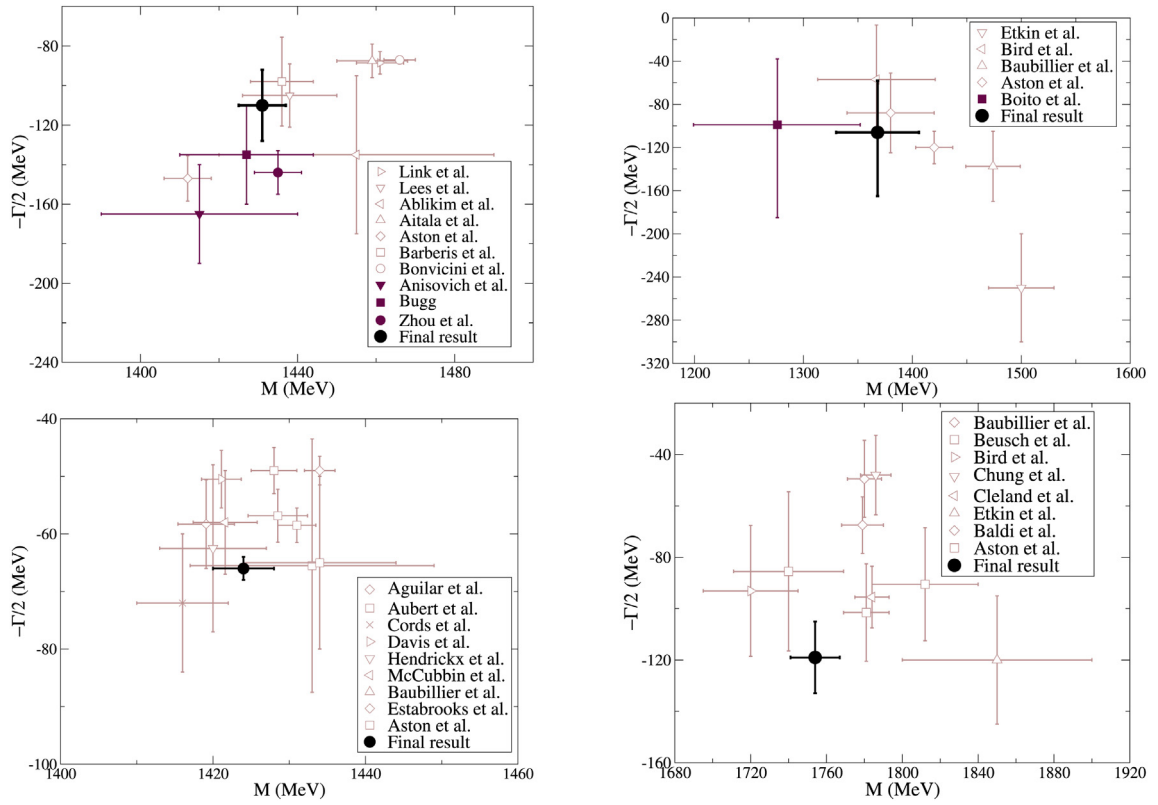 -80
-120
-160
-200
-240
−Γ/2 (MeV)
1400
1440
1480
M (MeV)
Link et al.
Lees et al.
Ablikim et al.
Aitala et al.
Aston et al.
Barberis et al.
Bonvicini et al.
Anisovich et al.
Bugg
Zhou et al.
Final result
0
-40
-80
-120
-160
-200
-240
-280
-320
−Γ/2 (MeV)
1200
1300
1400
1500
1600
M (MeV)
Etkin et al.
Bird et al.
Baubillier et al.
Aston et al.
Boito et al.
Final result
-40
-60
-80
-100
−Γ/2 (MeV)
1400
1420
1440
1460
M (MeV)
Aguilar et al.
Aubert et al.
Cords et al.
Davis et al.
Hendrickx et al.
McCubbin et al.
Baubillier et al.
Estabrooks et al.
Aston et al.
Final result
-40
-80
-120
-160
−Γ/2 (MeV)
1680
1720
1760
1800
1840
1880
1920
M (MeV)
Baubillier et al.
Beusch et al.
Bird et al.
Chung et al.
Cleland et al.
Etkin et al.
Baldi et al.
Aston et al.
Final result